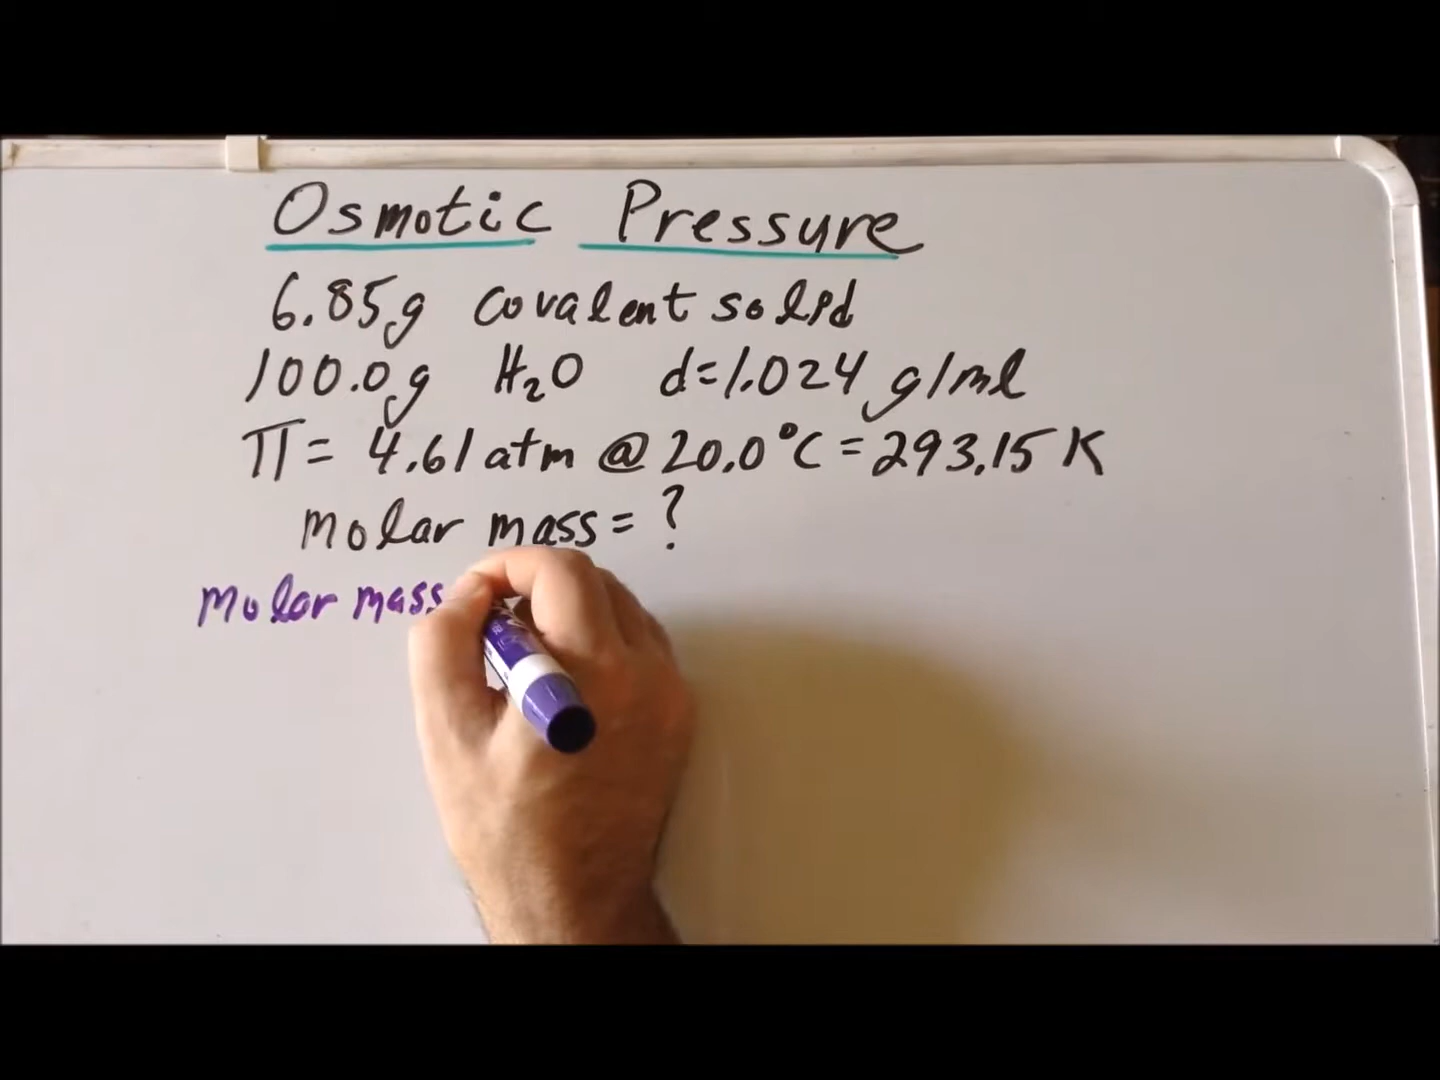 Osmotic Pressure
6.85g covalent solid
100.0g H₂O d=1.024 g/ml
π = 4.61 atm @ 20.0°C = 293.15 K
molar mass = ?
molar mass